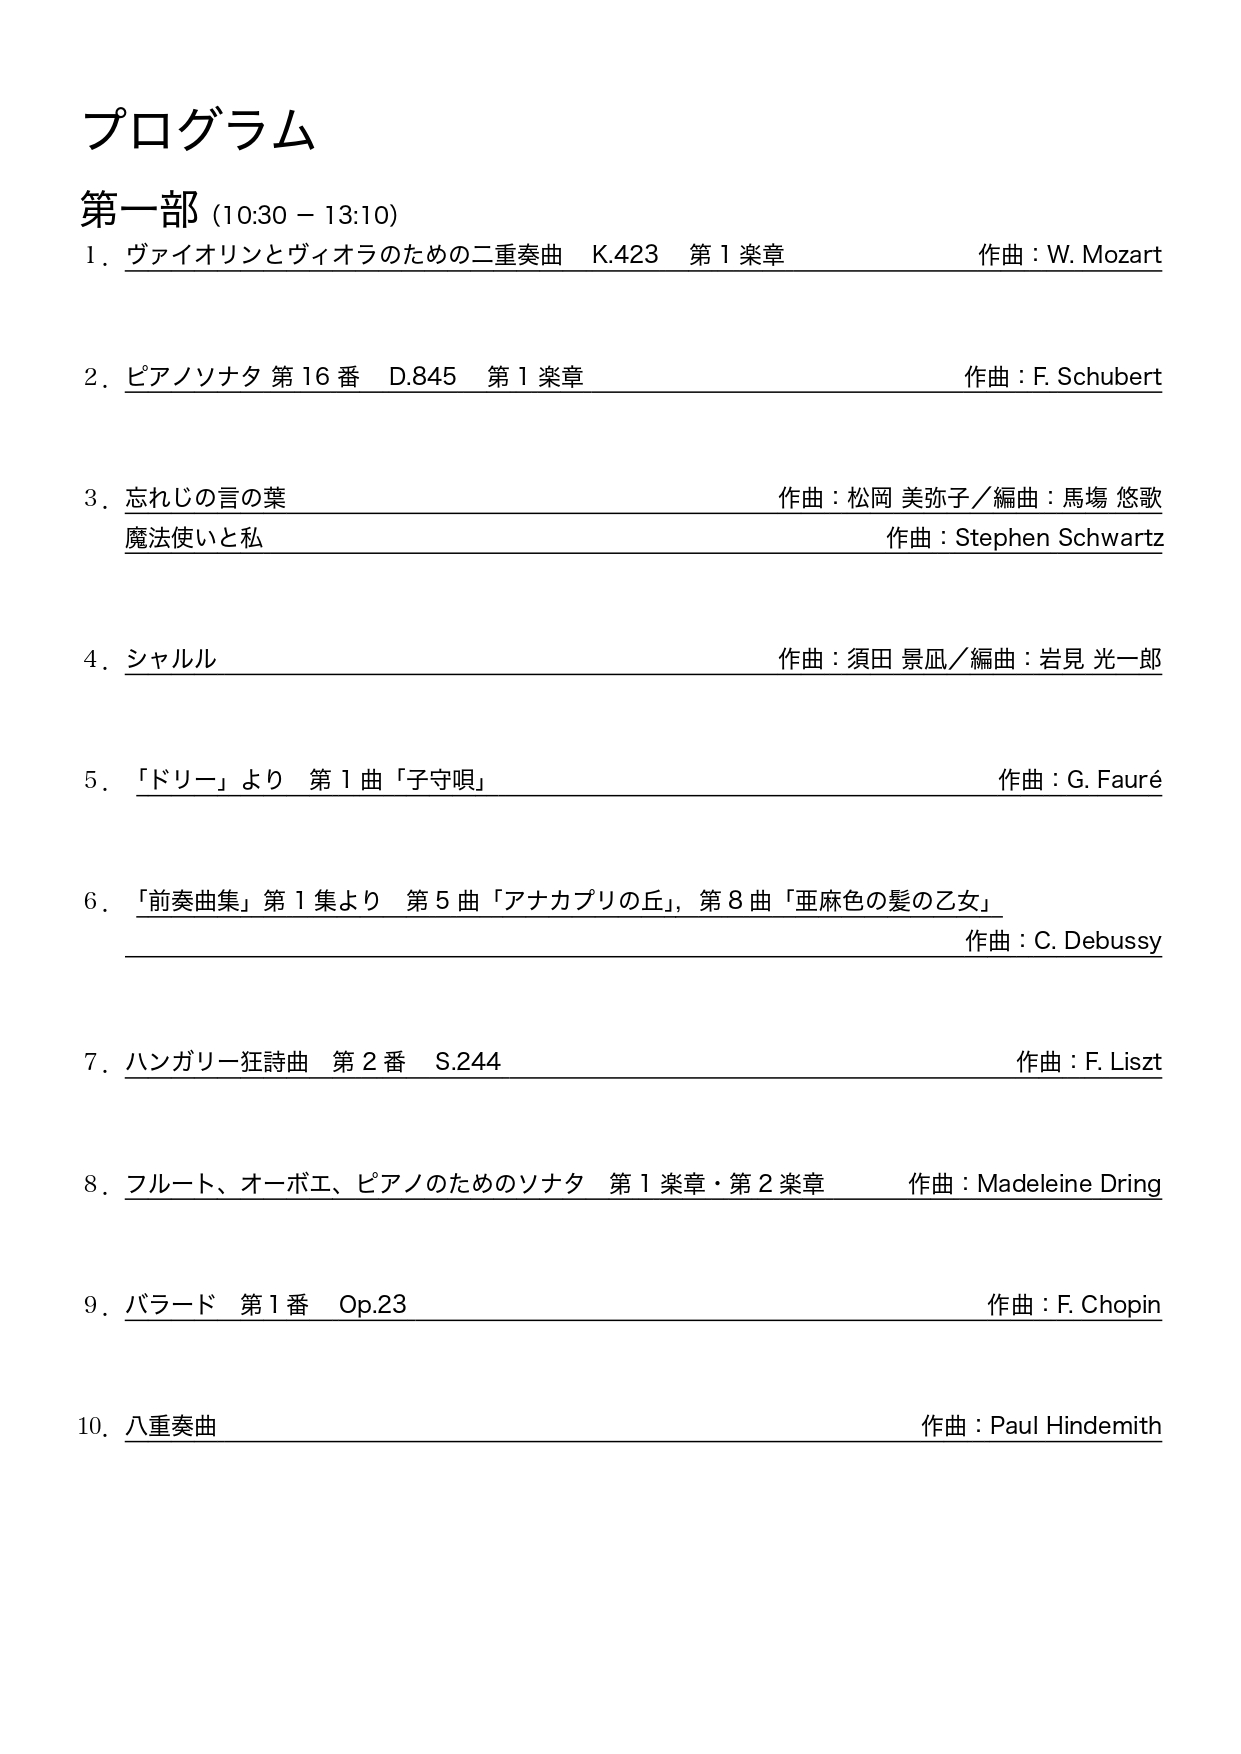 プログラム
第一部（10:30 − 13:10）
1．ヴァイオリンとヴィオラのための二重奏曲　K.423　第 1 楽章　作曲：W. Mozart
2．ピアノソナタ 第 16 番　D.845　第 1 楽章　作曲：F. Schubert
3．忘れじの言の葉　作曲：松岡 美弥子／編曲：馬塲 悠歌
魔法使いと私　作曲：Stephen Schwartz
4．シャルル　作曲：須田 景凪／編曲：岩見 光一郎
5．「ドリー」より　第 1 曲「子守唄」　作曲：G. Fauré
6．「前奏曲集」第 1 集より　第 5 曲「アナカプリの丘」，第 8 曲「亜麻色の髪の乙女」
作曲：C. Debussy
7．ハンガリー狂詩曲　第 2 番　S.244　作曲：F. Liszt
8．フルート、オーボエ、ピアノのためのソナタ　第 1 楽章・第 2 楽章　作曲：Madeleine Dring
9．バラード　第１番　Op.23　作曲：F. Chopin
10．八重奏曲　作曲：Paul Hindemith